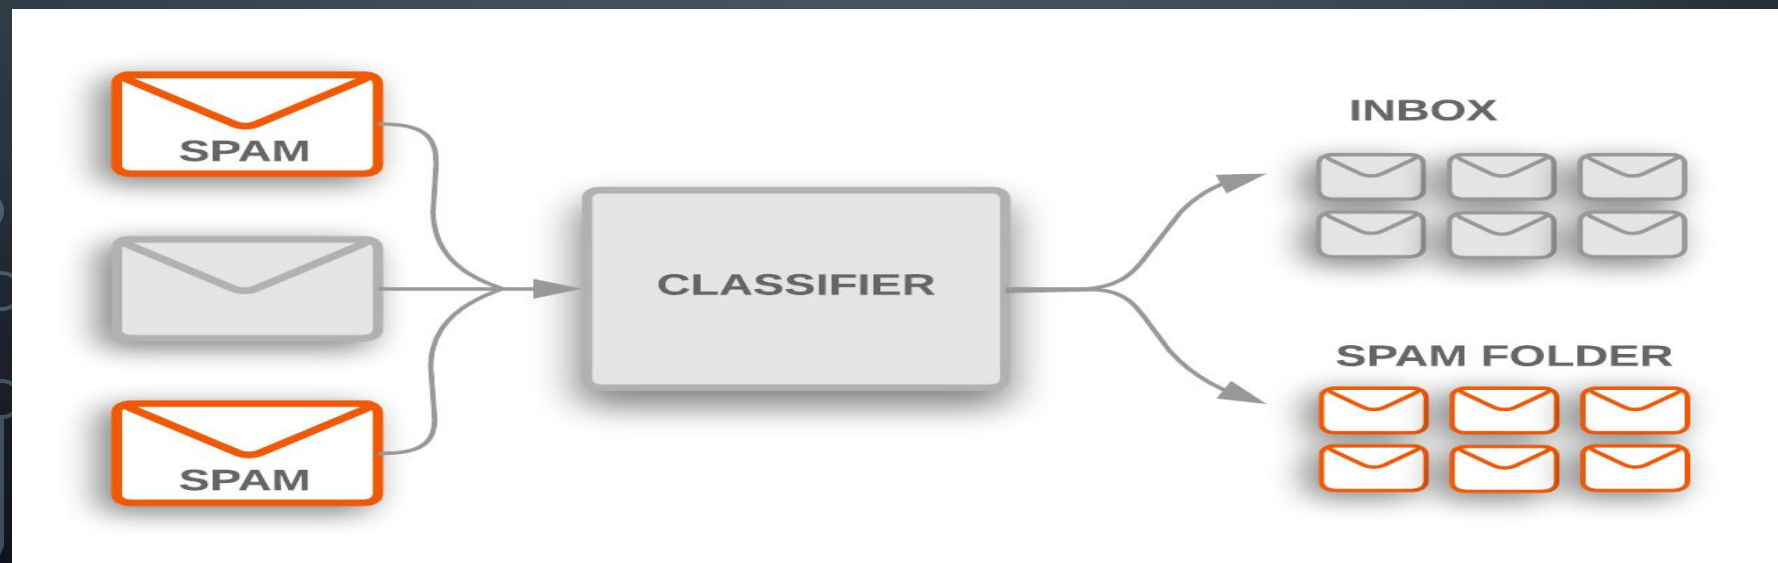 SPAM
SPAM
CLASSIFIER
INBOX
SPAM FOLDER